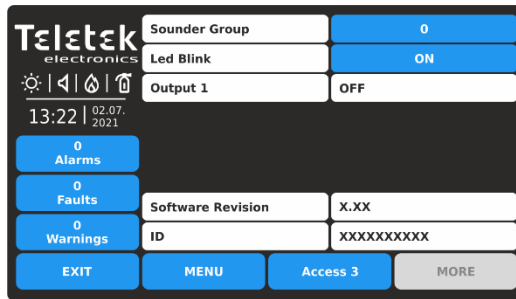 Teletek
electronics
13:22 | 02.07.
2021
0
Alarms
0
Faults
0
Warnings
Sounder Group 0
Led Blink ON
Output 1 OFF
Software Revision X.XX
ID XXXXXXXXXX
EXIT MENU Access 3 MORE